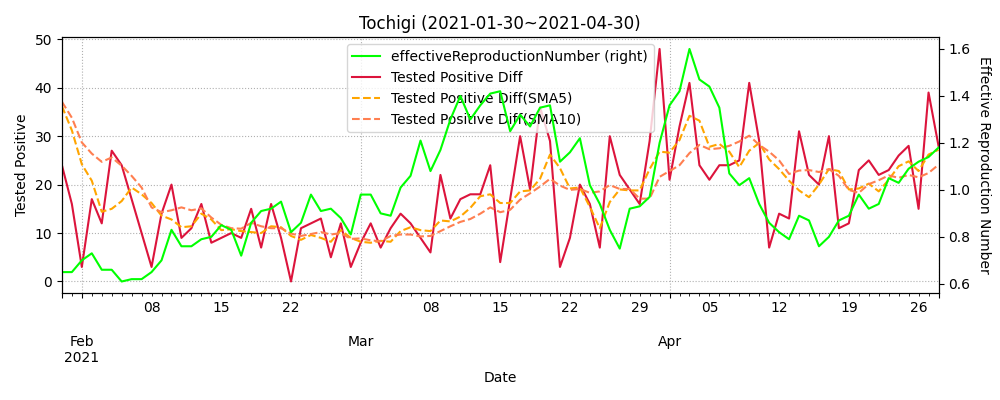 Tochigi (2021-01-30~2021-04-30)
effectiveReproductionNumber (right)
Tested Positive Diff
Tested Positive Diff(SMA5)
Tested Positive Diff(SMA10)
Tested Positive
50
40
30
20
10
0
1.6
1.4
1.2
1.0
0.8
0.6
Effective Reproduction Number
08 15 22 08 15 22 29 05 12 19 26
Feb Mar Apr
2021
Date